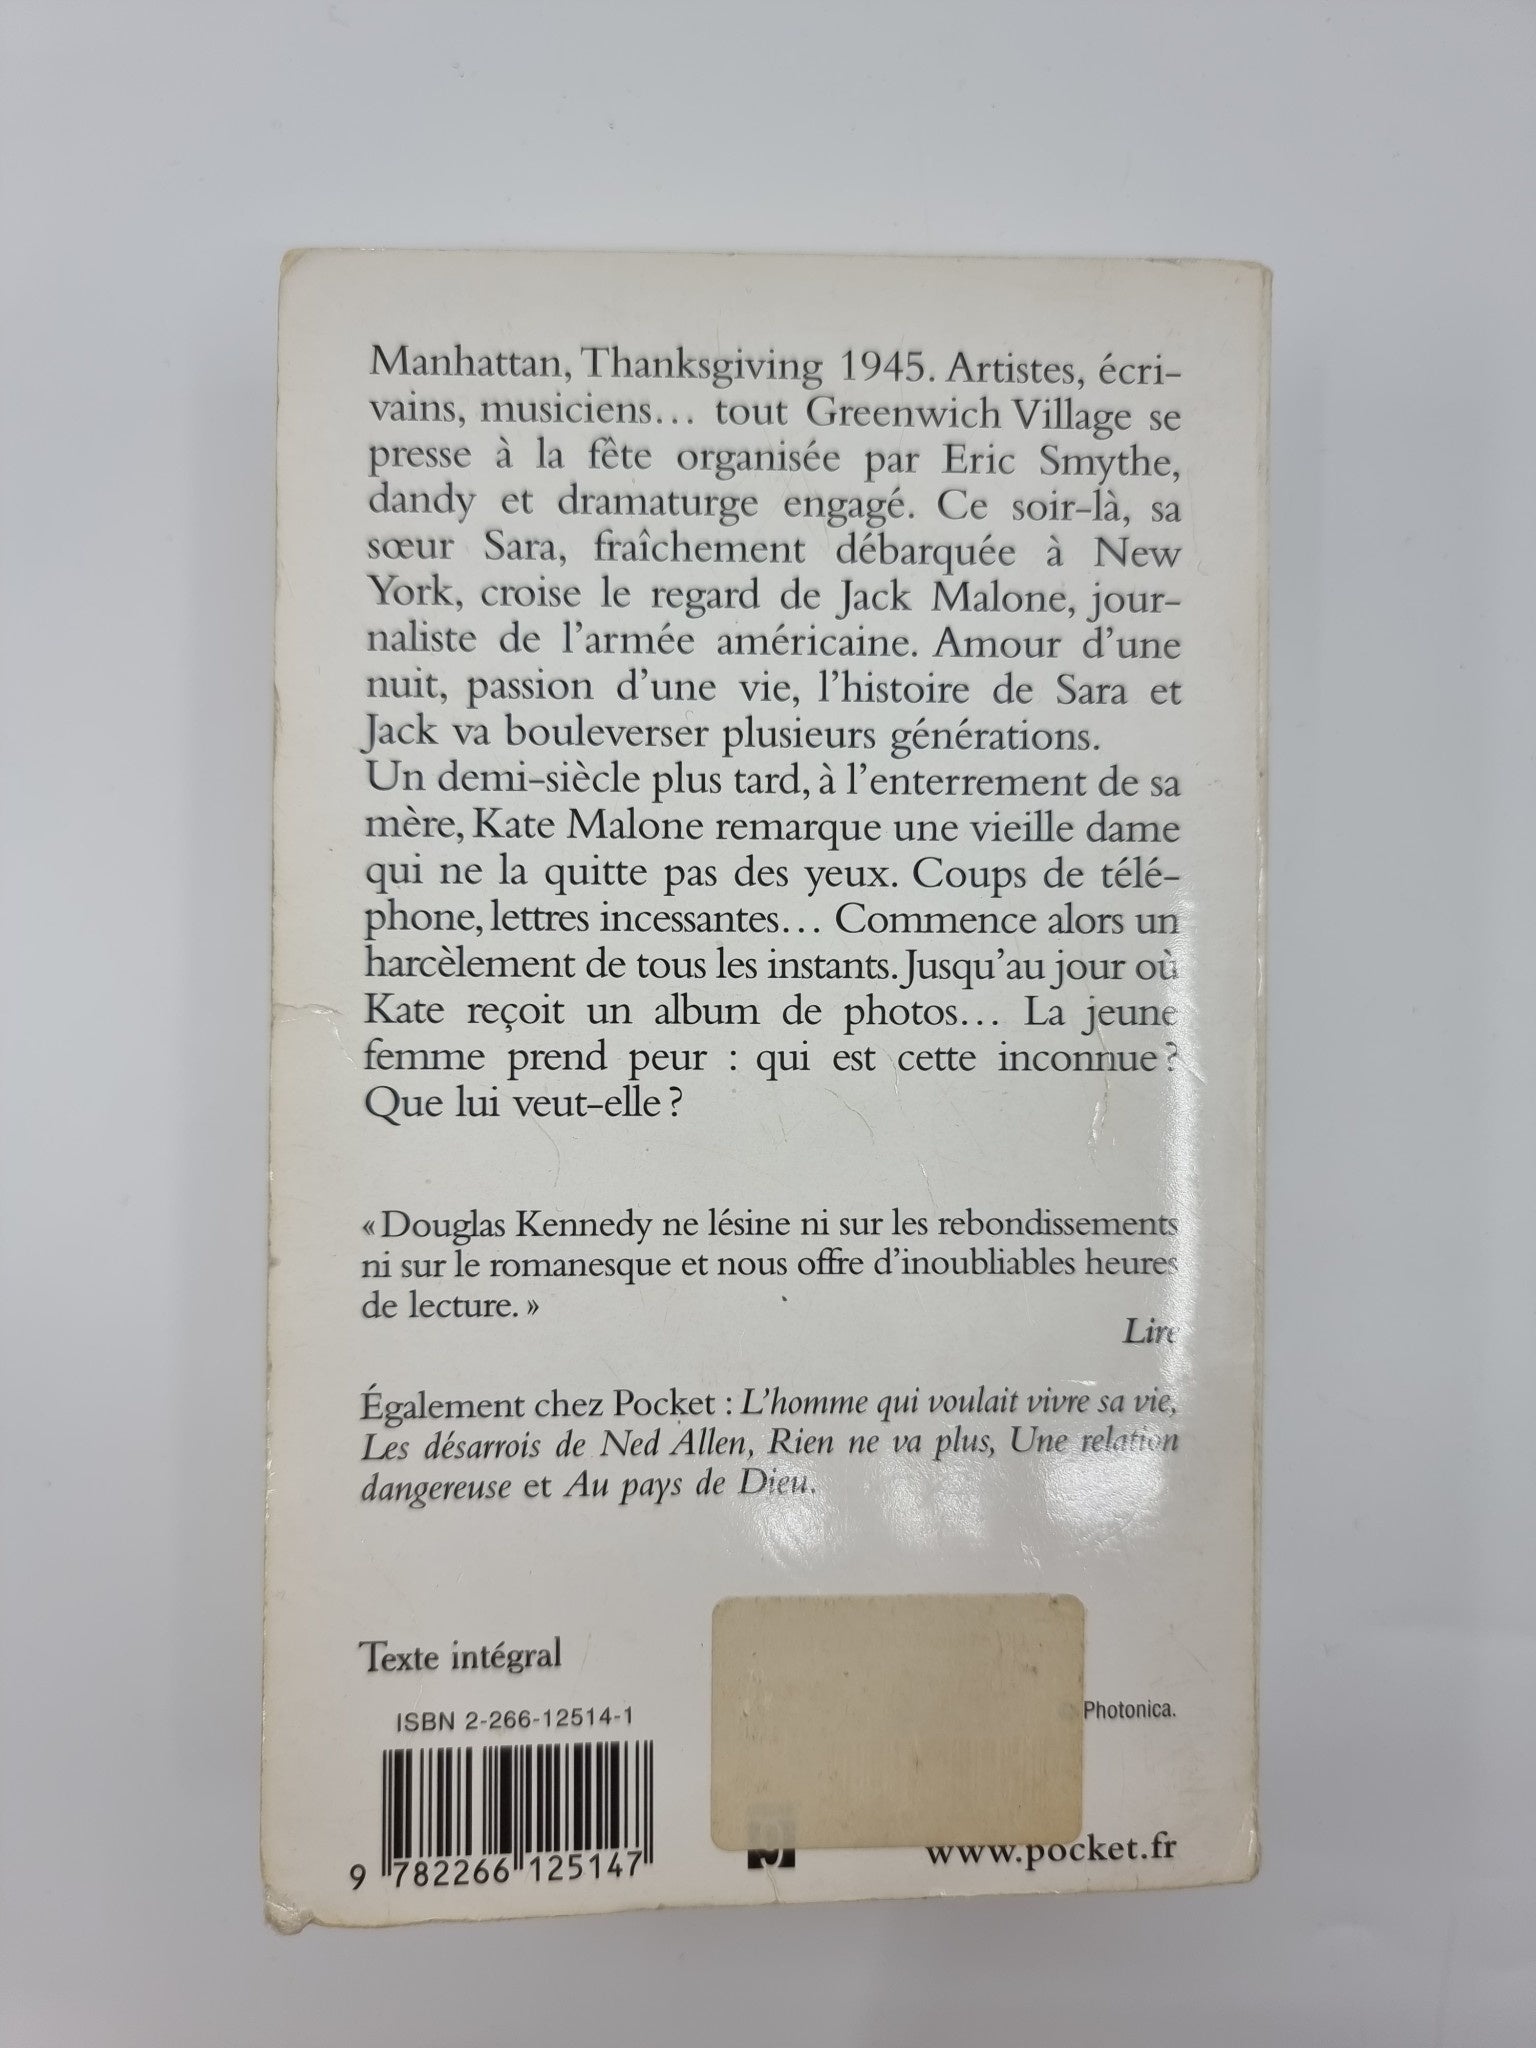 Manhattan, Thanksgiving 1945. Artistes, écri-
vains, musiciens... tout Greenwich Village se
presse à la fête organisée par Eric Smythe,
dandy et dramaturge engagé. Ce soir-là, sa
sœur Sara, fraîchement débarquée à New
York, croise le regard de Jack Malone, jour-
naliste de l'armée américaine. Amour d'une
nuit, passion d'une vie, l'histoire de Sara et
Jack va bouleverser plusieurs générations.
Un demi-siècle plus tard, à l'enterrement de sa
mère, Kate Malone remarque une vieille dame
qui ne la quitte pas des yeux. Coups de télé-
phone, lettres incessantes... Commence alors un
harcèlement de tous les instants. Jusqu'au jour où
Kate reçoit un album de photos... La jeune
femme prend peur : qui est cette inconnue ?
Que lui veut-elle ?
« Douglas Kennedy ne lésine ni sur les rebondissements
ni sur le romanesque et nous offre d'inoubliables heures
de lecture. »
Lire
Également chez Pocket : L'homme qui voulait vivre sa vie,
Les désarrois de Ned Allen, Rien ne va plus, Une relation
dangereuse et Au pays de Dieu.
Texte intégral
ISBN 2-266-12514-1
Photonica.
9 782266 125147
www.pocket.fr